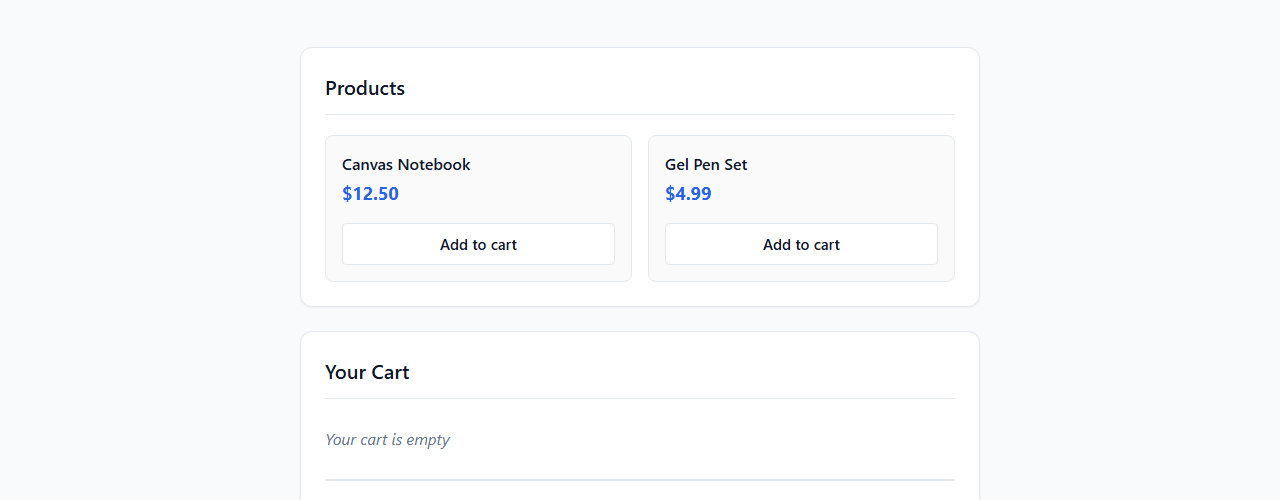 Products
Canvas Notebook
$12.50
Add to cart
Gel Pen Set
$4.99
Add to cart
Your Cart
Your cart is empty